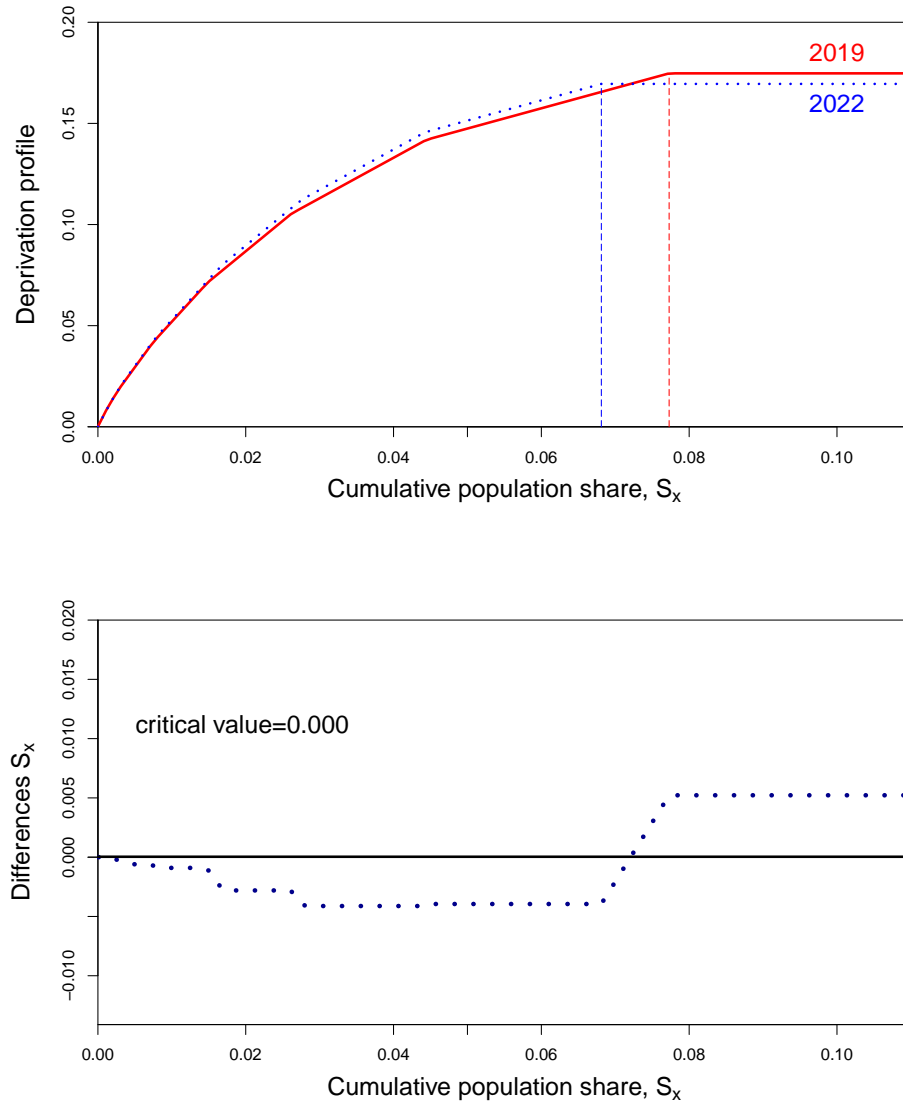 0.20
0.15
0.10
0.05
0.00
Deprivation profile
2019
2022
0.00 0.02 0.04 0.06 0.08 0.10
Cumulative population share, Sx
0.020
0.015
0.010
0.005
0.000
−0.010
Differences Sx
critical value=0.000
0.00 0.02 0.04 0.06 0.08 0.10
Cumulative population share, Sx